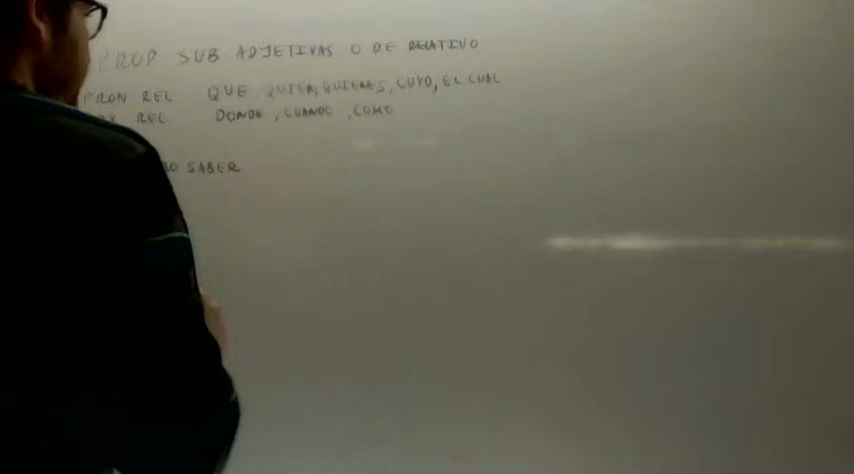 PROP SUB ADJETIVAS O DE RELATIVO
PRON REL QUE QUIEN, QUIENES, CUYO, EL CUAL
REL DONDE, CUANDO, COMO
SABER